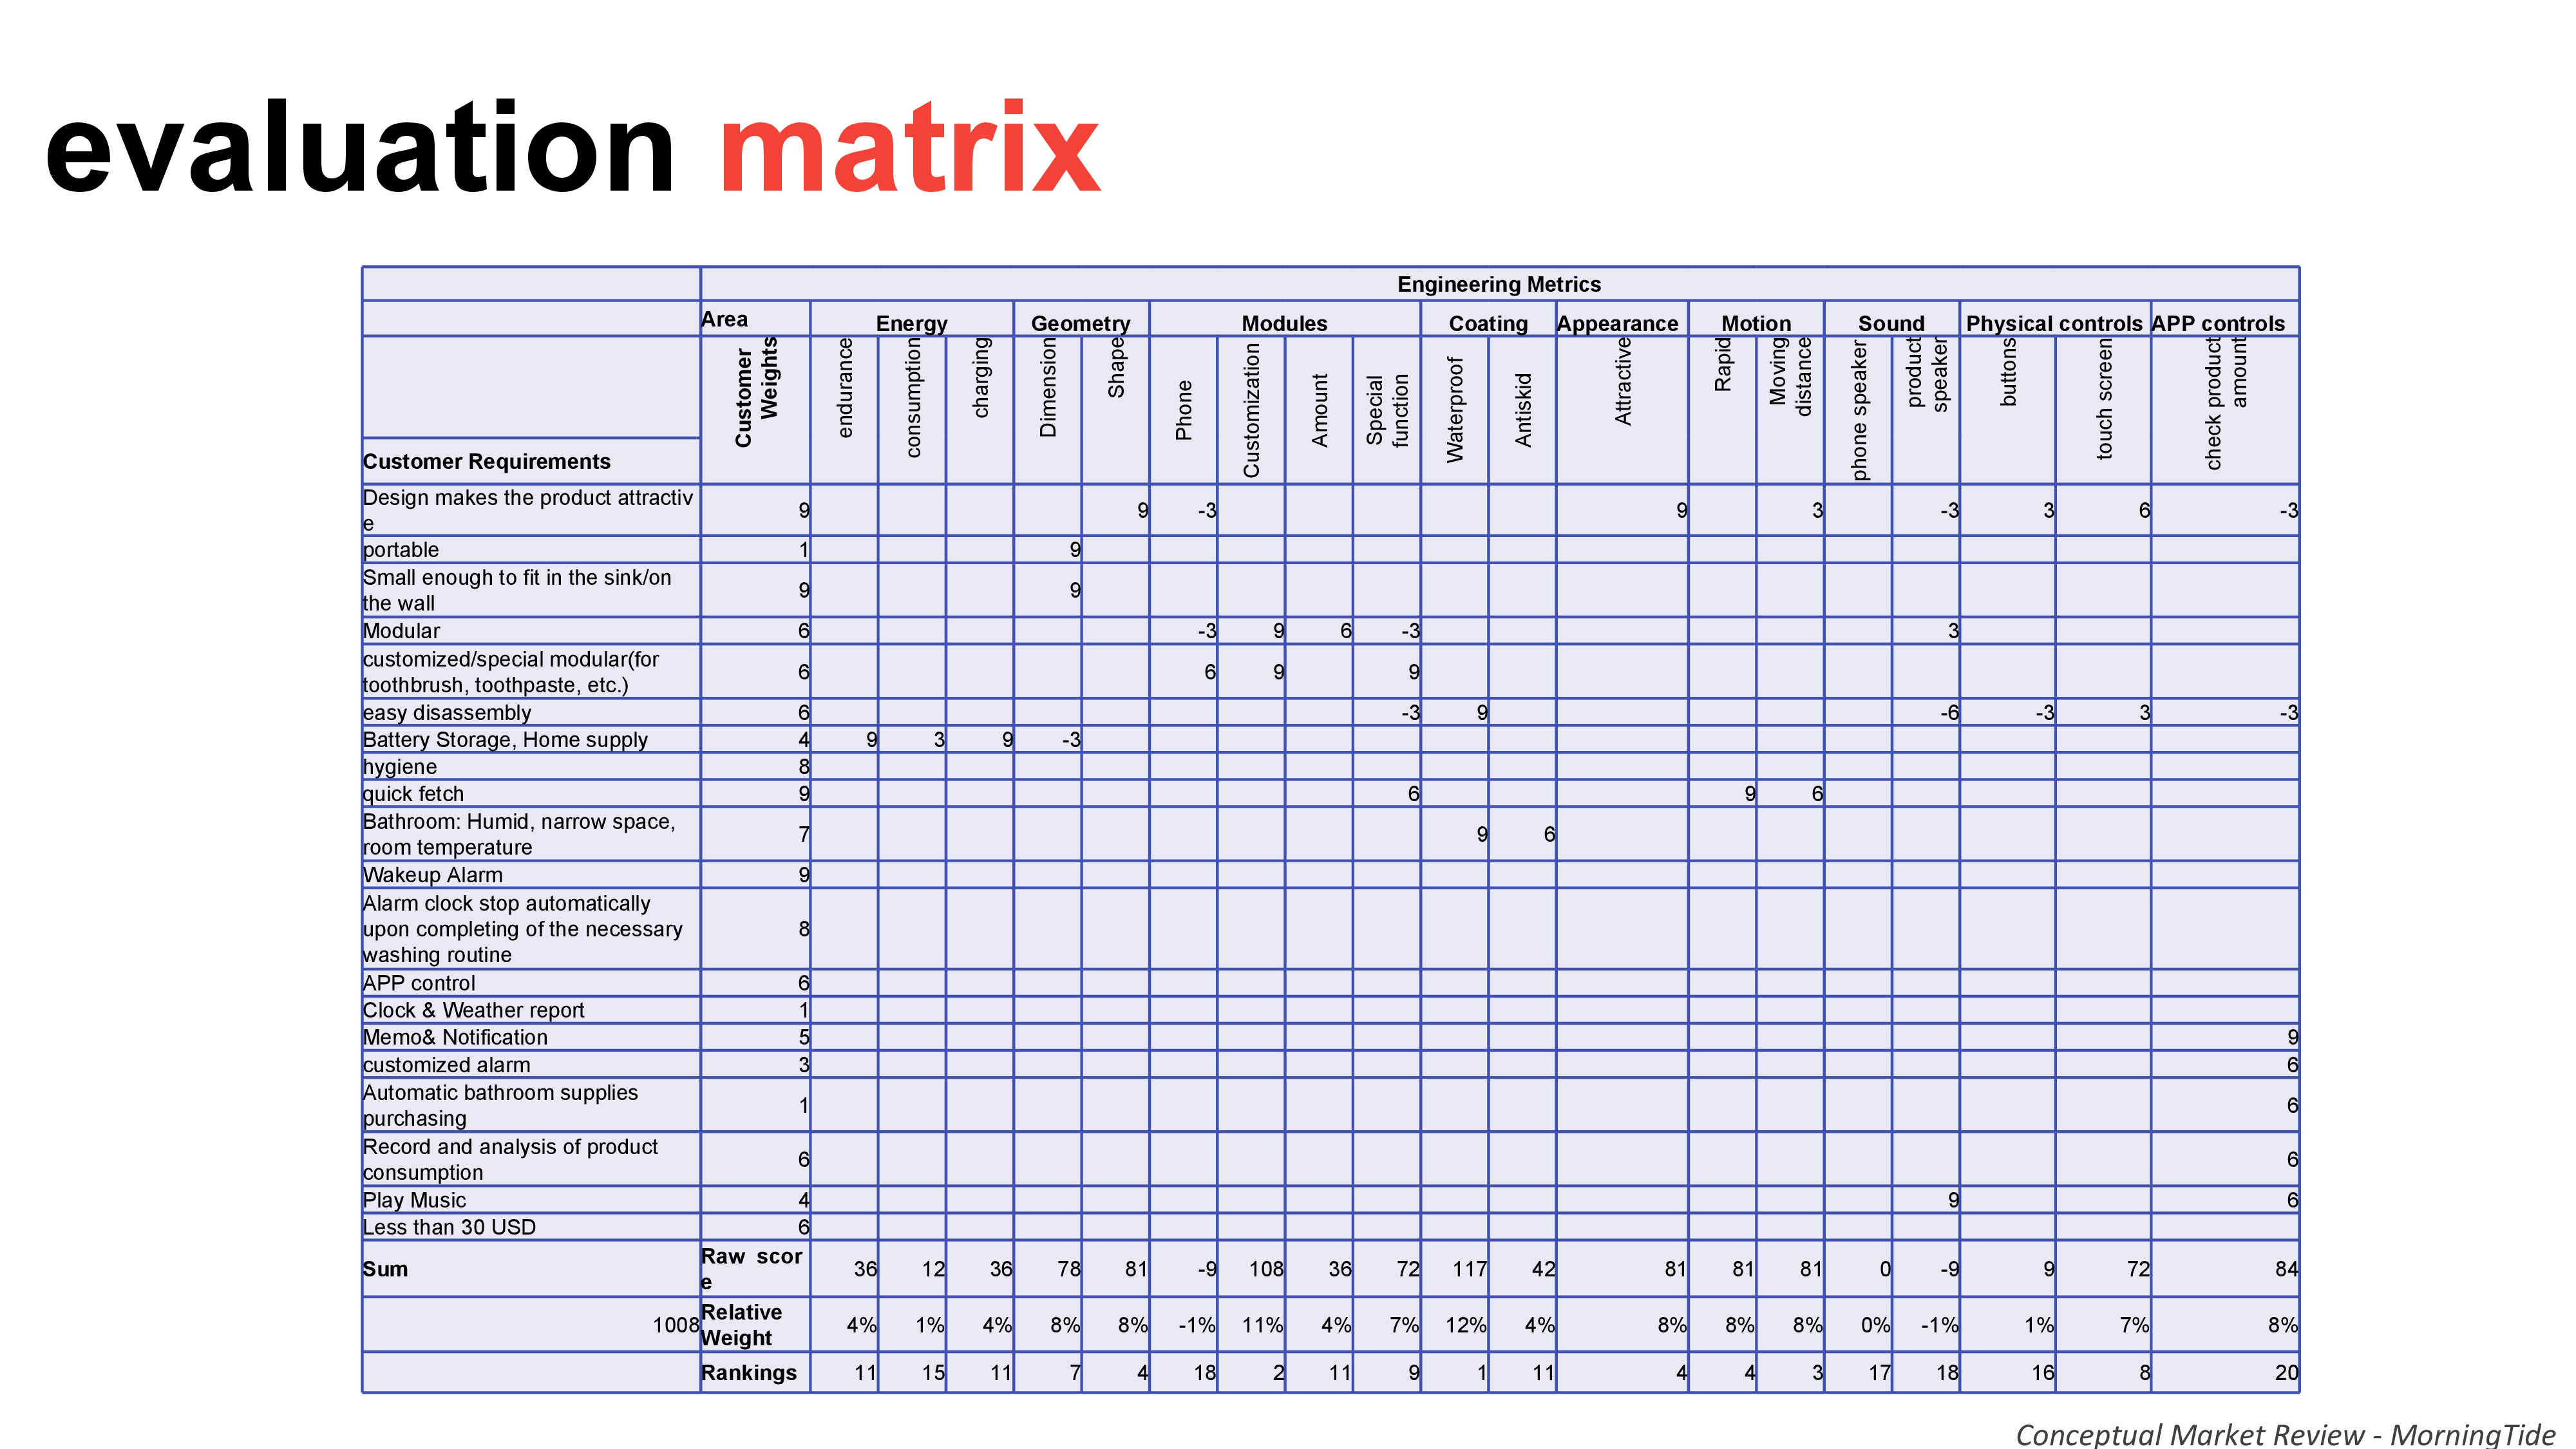 evaluation matrix
Engineering Metrics
Area Energy Geometry Modules Coating Appearance Motion Sound Physical controls APP controls
Customer Requirements
Customer
Weights
endurance
consumption
charging
Dimension
Shape
Phone
Customization
Amount
Special
function
Waterproof
Antiskid
Attractive
Rapid
Moving
distance
phone speaker
product
speaker
buttons
touch screen
check product
amount
Design makes the product attractiv
e
9 9 -3 9 3 -3 3 6 -3
portable 1 9
Small enough to fit in the sink/on
the wall
9 9
Modular 6 -3 9 6 -3 3
customized/special modular(for
toothbrush, toothpaste, etc.)
6 6 9 9
easy disassembly 6 -3 9 -6 -3 3 -3
Battery Storage, Home supply 4 9 3 9 -3
hygiene 8
quick fetch 9 6 9 6
Bathroom: Humid, narrow space,
room temperature
7 9 6
Wakeup Alarm 9
Alarm clock stop automatically
upon completing of the necessary
washing routine
8
APP control 6
Clock & Weather report 1
Memo& Notification 5 9
customized alarm 3 6
Automatic bathroom supplies
purchasing
1 6
Record and analysis of product
consumption
6 6
Play Music 4 9 6
Less than 30 USD 6
Sum
Raw scor
e
36 12 36 78 81 -9 108 36 72 117 42 81 81 81 0 -9 9 72 84
1008
Relative
Weight
4% 1% 4% 8% 8% -1% 11% 4% 7% 12% 4% 8% 8% 8% 0% -1% 1% 7% 8%
Rankings 11 15 11 7 4 18 2 11 9 1 11 4 4 3 17 18 16 8 20
Conceptual Market Review - MorningTide